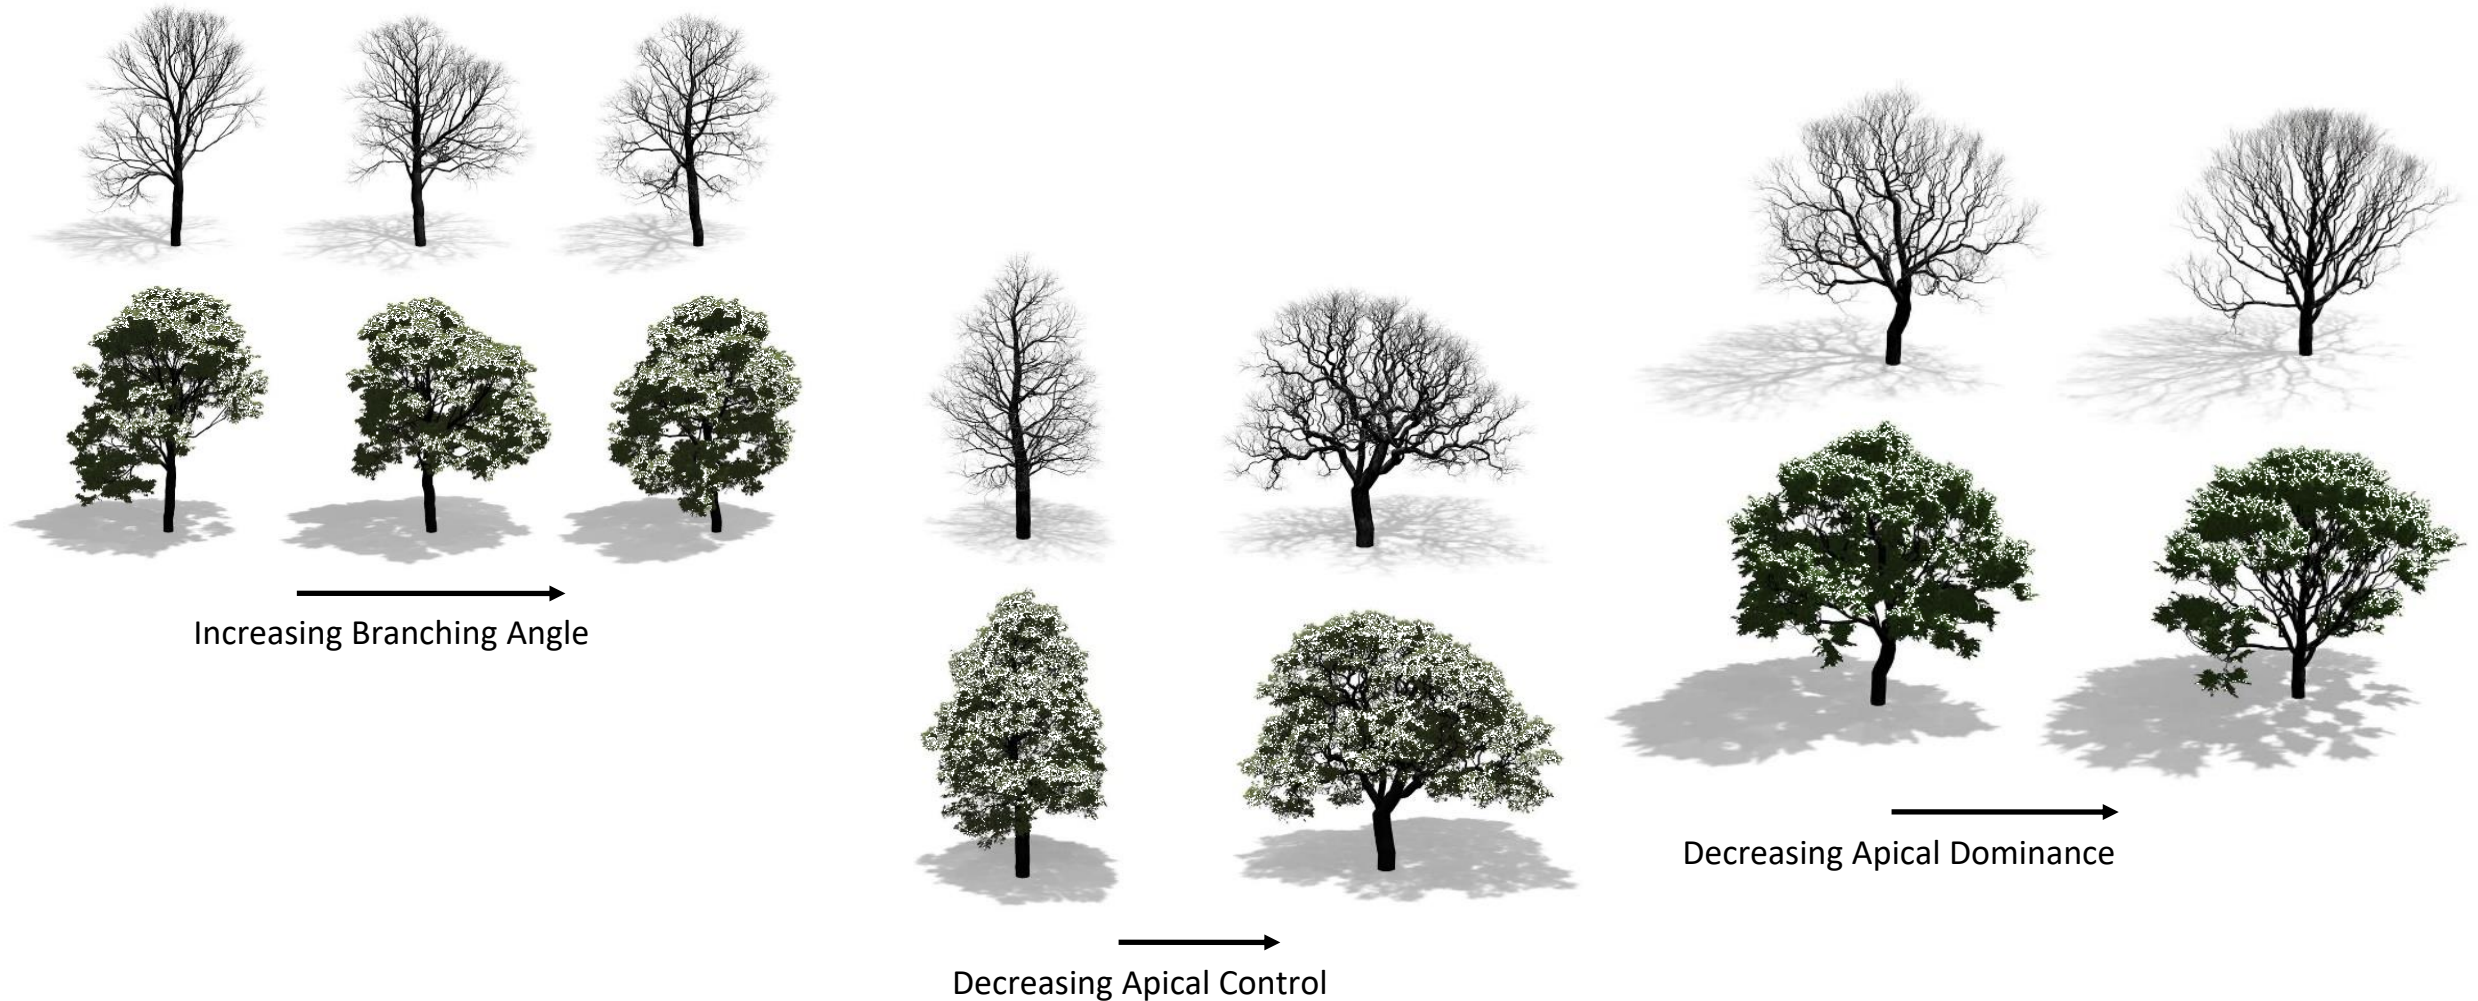 Increasing Branching Angle
Decreasing Apical Control
Decreasing Apical Dominance